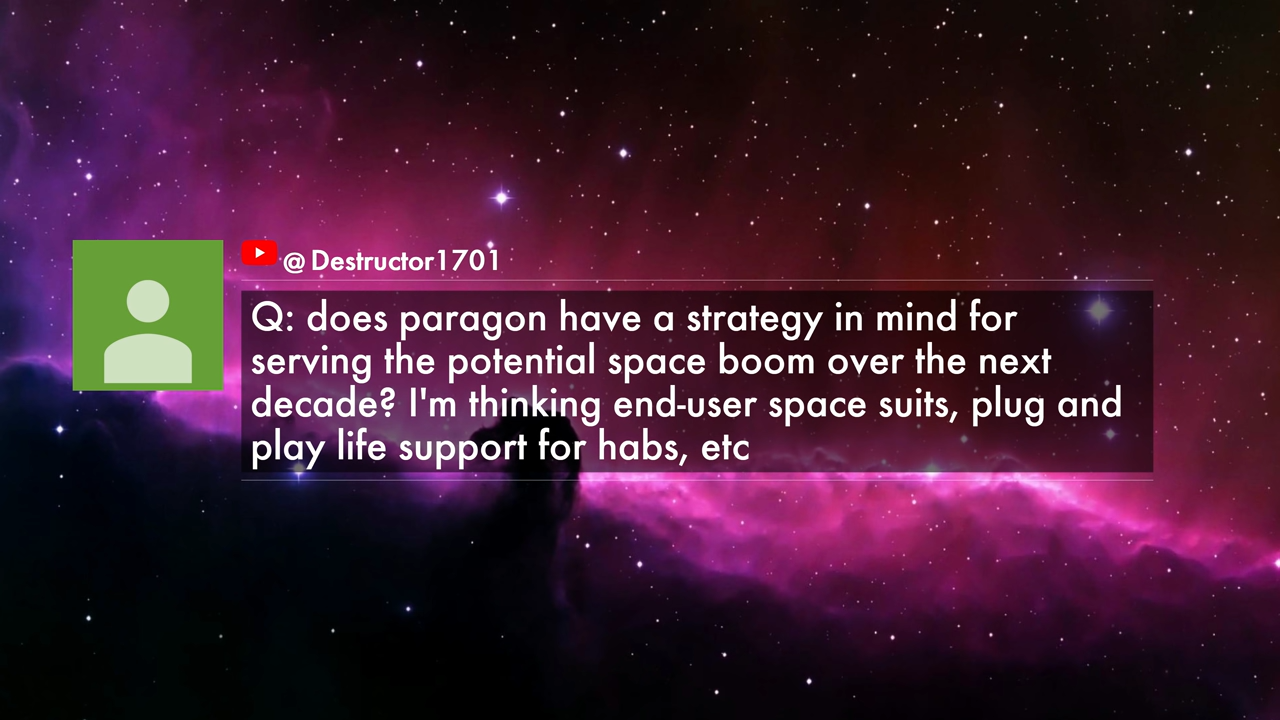 @Destructor1701
Q: does paragon have a strategy in mind for
serving the potential space boom over the next
decade? I'm thinking end-user space suits, plug and
play life support for habs, etc